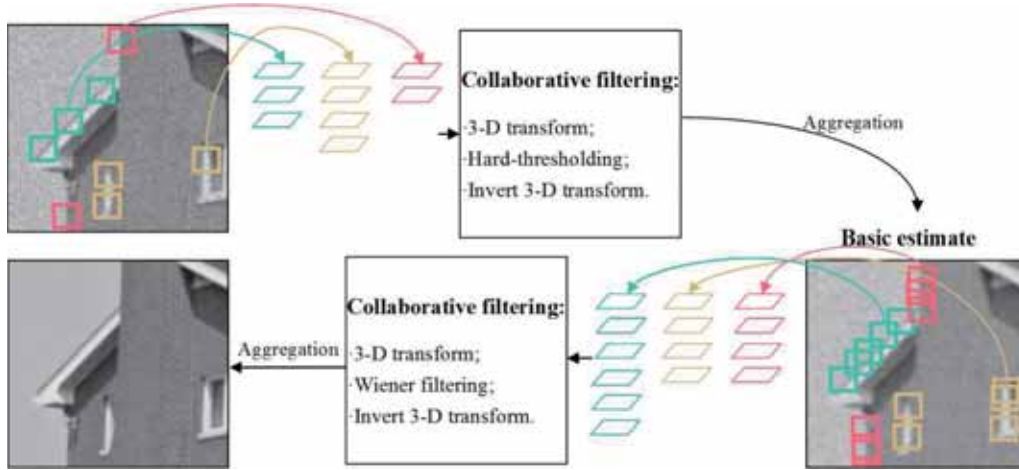 Collaborative filtering:
·3-D transform;
·Hard-thresholding;
·Invert 3-D transform.
Aggregation
Basic estimate
Collaborative filtering:
·3-D transform;
·Wiener filtering;
·Invert 3-D transform.
Aggregation